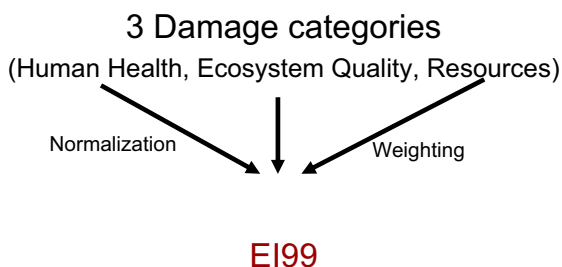 3 Damage categories
(Human Health, Ecosystem Quality, Resources)
Normalization
Weighting
EI99